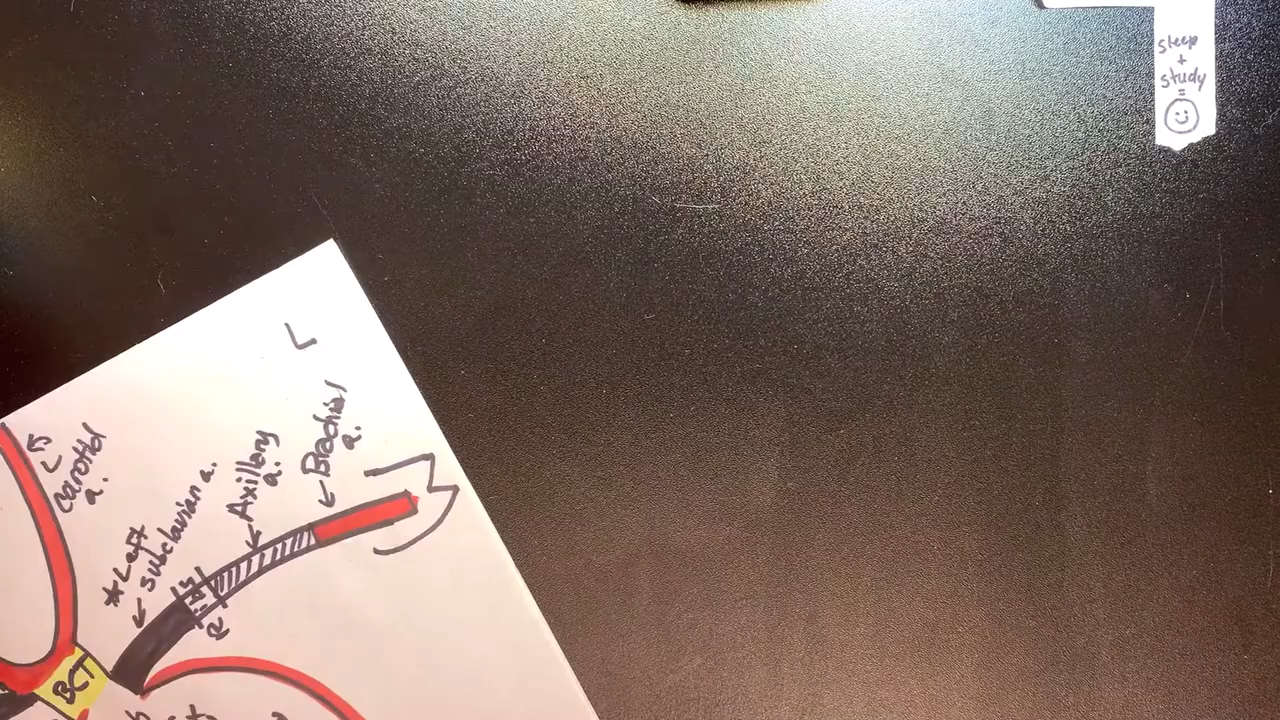 sleep
+
study
=
L
carotid
a.
*Left
subclavian a.
Axillary
a.
Brachial
a.
BCT